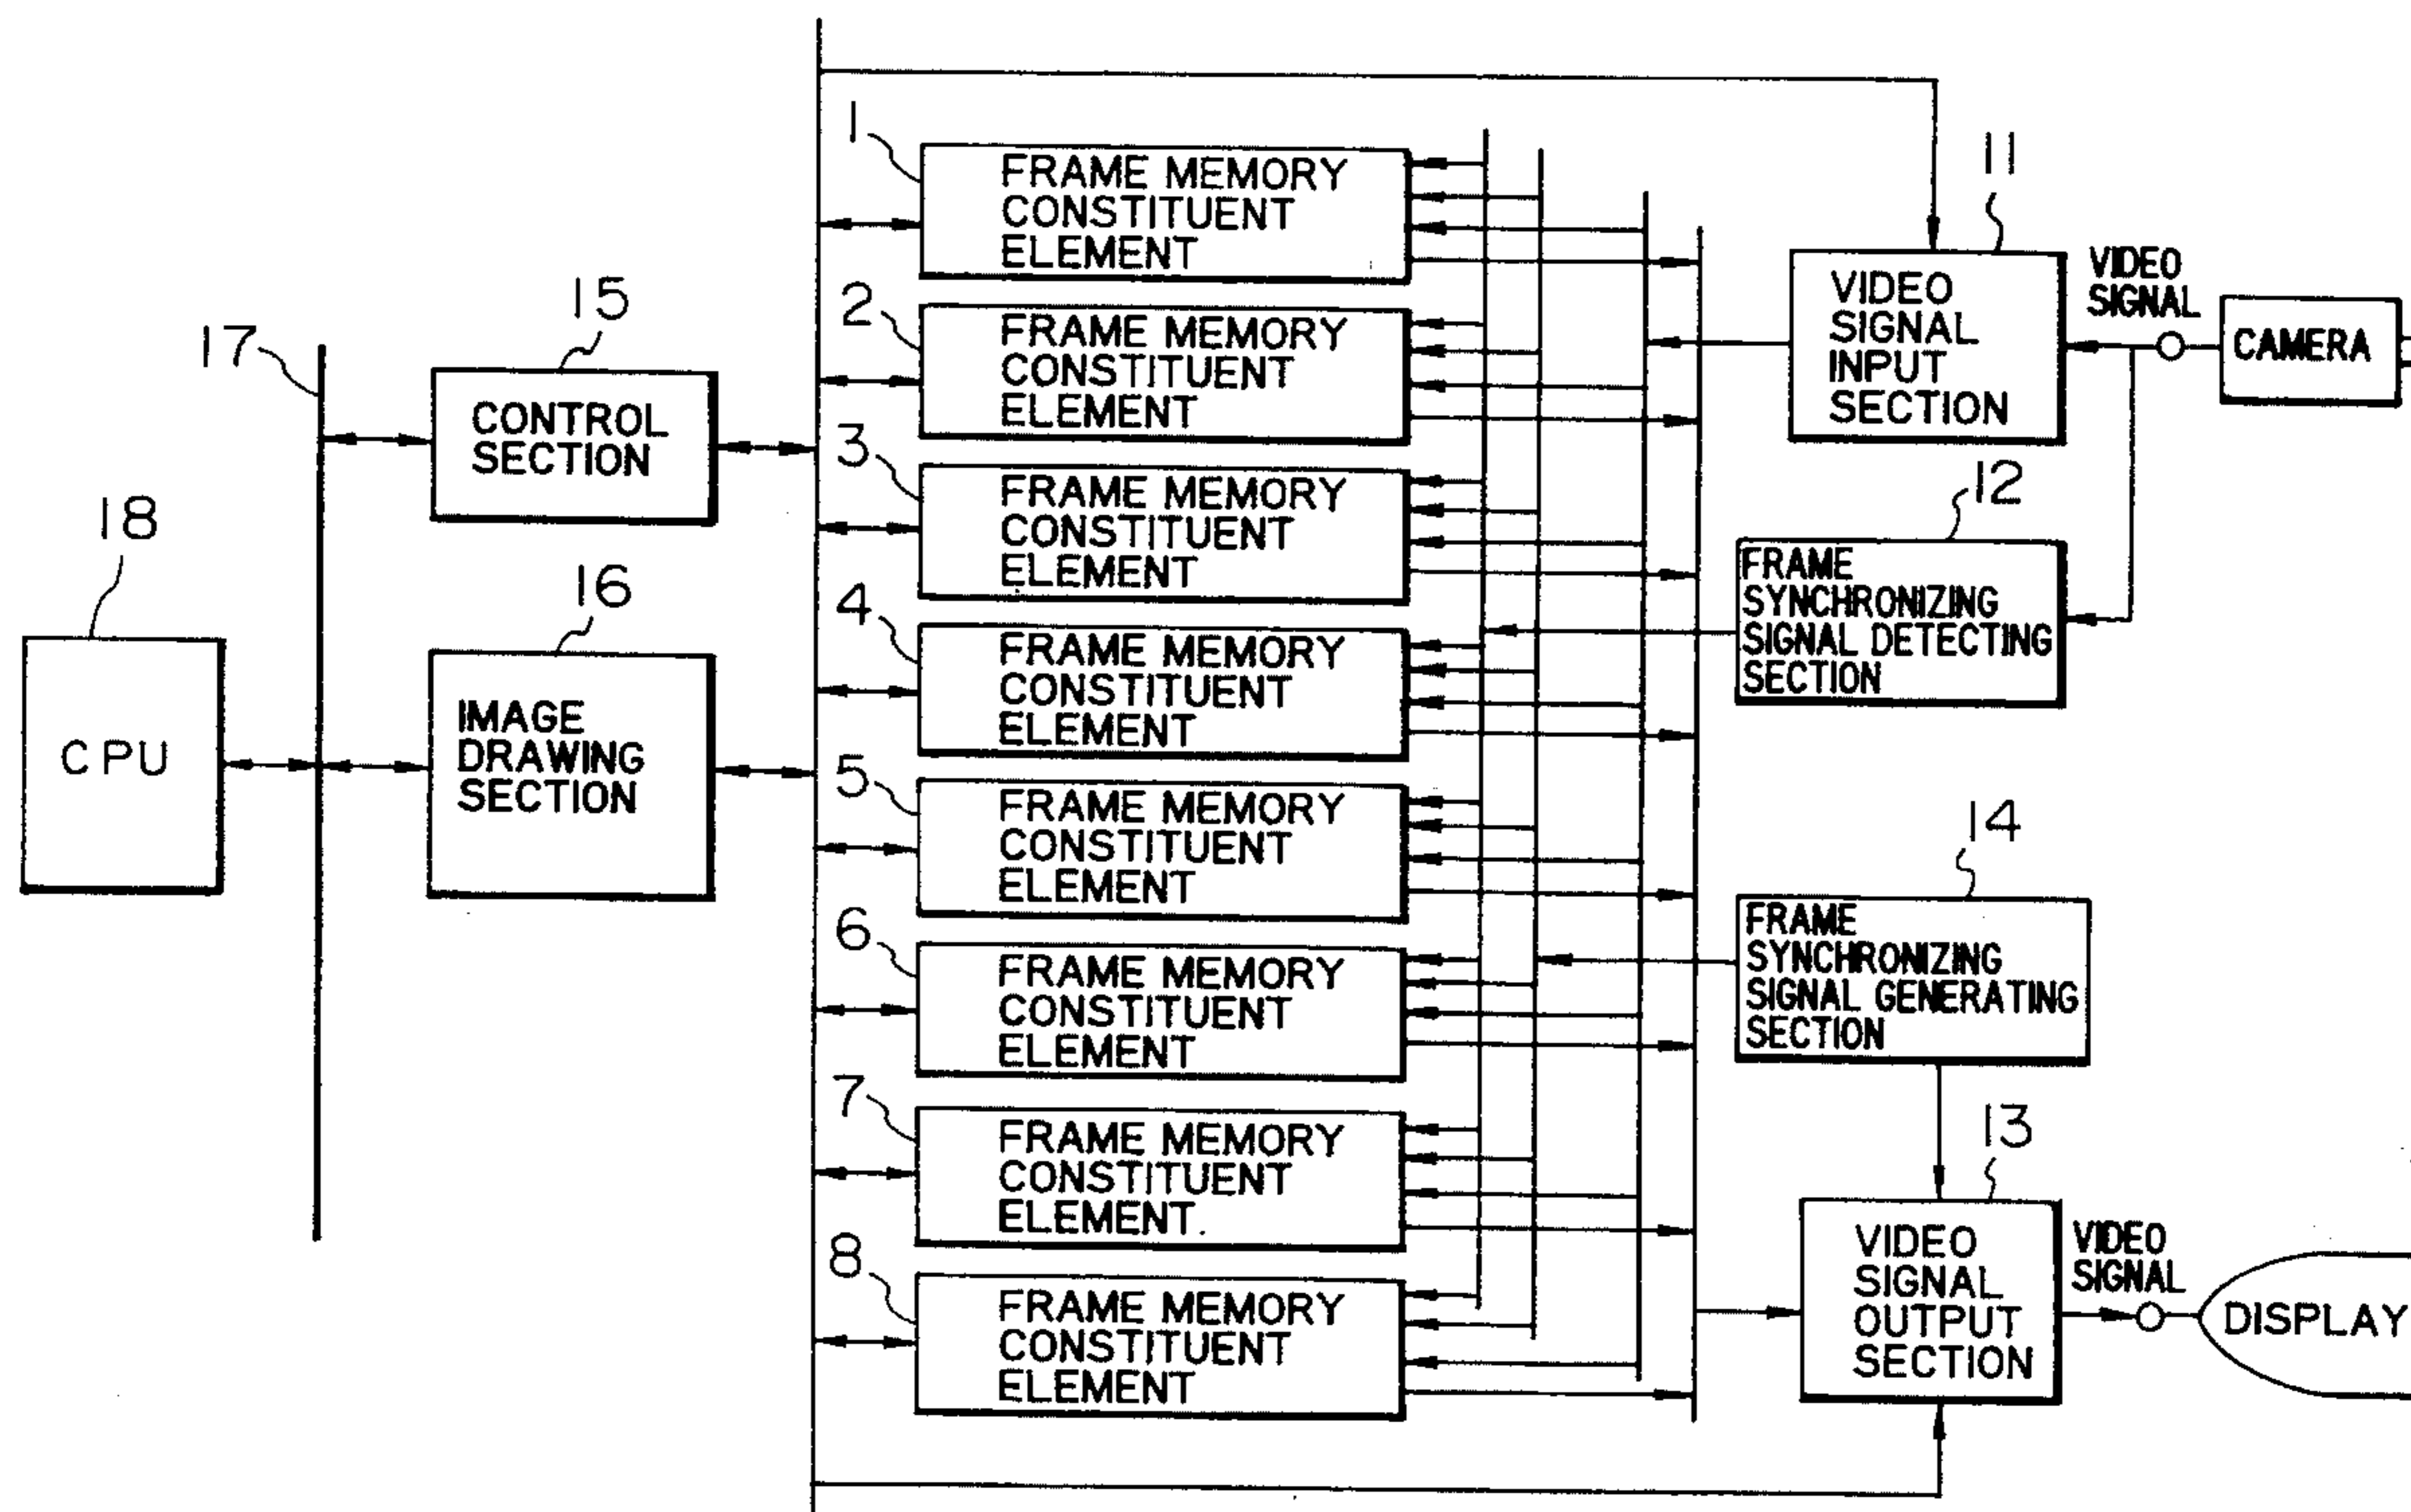 1
FRAME MEMORY
CONSTITUENT
ELEMENT
2
FRAME MEMORY
CONSTITUENT
ELEMENT
3
FRAME MEMORY
CONSTITUENT
ELEMENT
4
FRAME MEMORY
CONSTITUENT
ELEMENT
5
FRAME MEMORY
CONSTITUENT
ELEMENT
6
FRAME MEMORY
CONSTITUENT
ELEMENT
7
FRAME MEMORY
CONSTITUENT
ELEMENT
8
FRAME MEMORY
CONSTITUENT
ELEMENT
17
15
CONTROL
SECTION
18
CPU
16
IMAGE
DRAWING
SECTION
11
VIDEO
SIGNAL
INPUT
SECTION
VIDEO
SIGNAL
CAMERA
12
FRAME
SYNCHRONIZING
SIGNAL DETECTING
SECTION
14
FRAME
SYNCHRONIZING
SIGNAL GENERATING
SECTION
13
VIDEO
SIGNAL
OUTPUT
SECTION
VIDEO
SIGNAL
DISPLAY